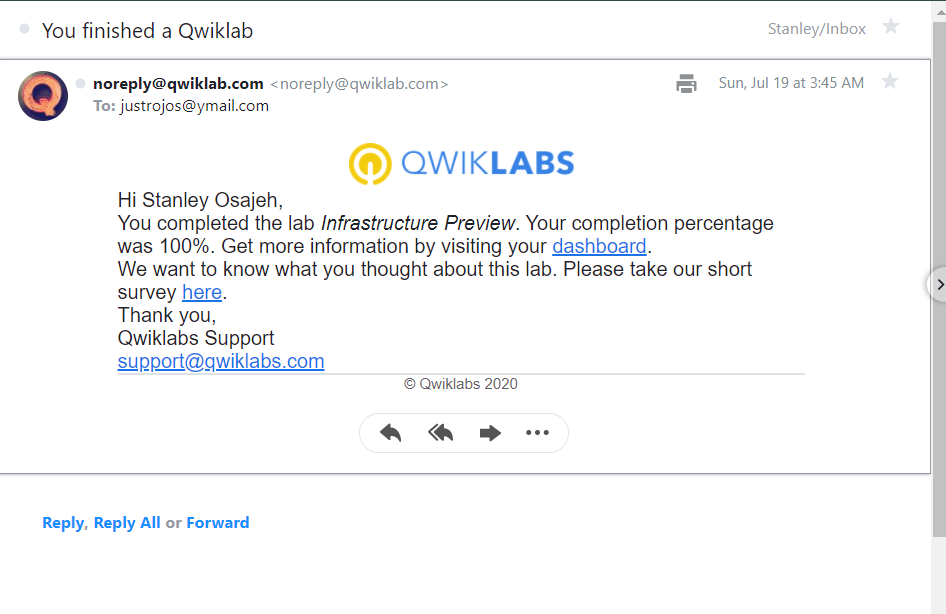 You finished a Qwiklab
Stanley/Inbox
noreply@qwiklab.com <noreply@qwiklab.com>
Sun, Jul 19 at 3:45 AM
To: justrojos@ymail.com
QWIKLABS
Hi Stanley Osajeh,
You completed the lab Infrastructure Preview. Your completion percentage
was 100%. Get more information by visiting your dashboard.
We want to know what you thought about this lab. Please take our short
survey here.
Thank you,
Qwiklabs Support
support@qwiklabs.com
© Qwiklabs 2020
Reply, Reply All or Forward